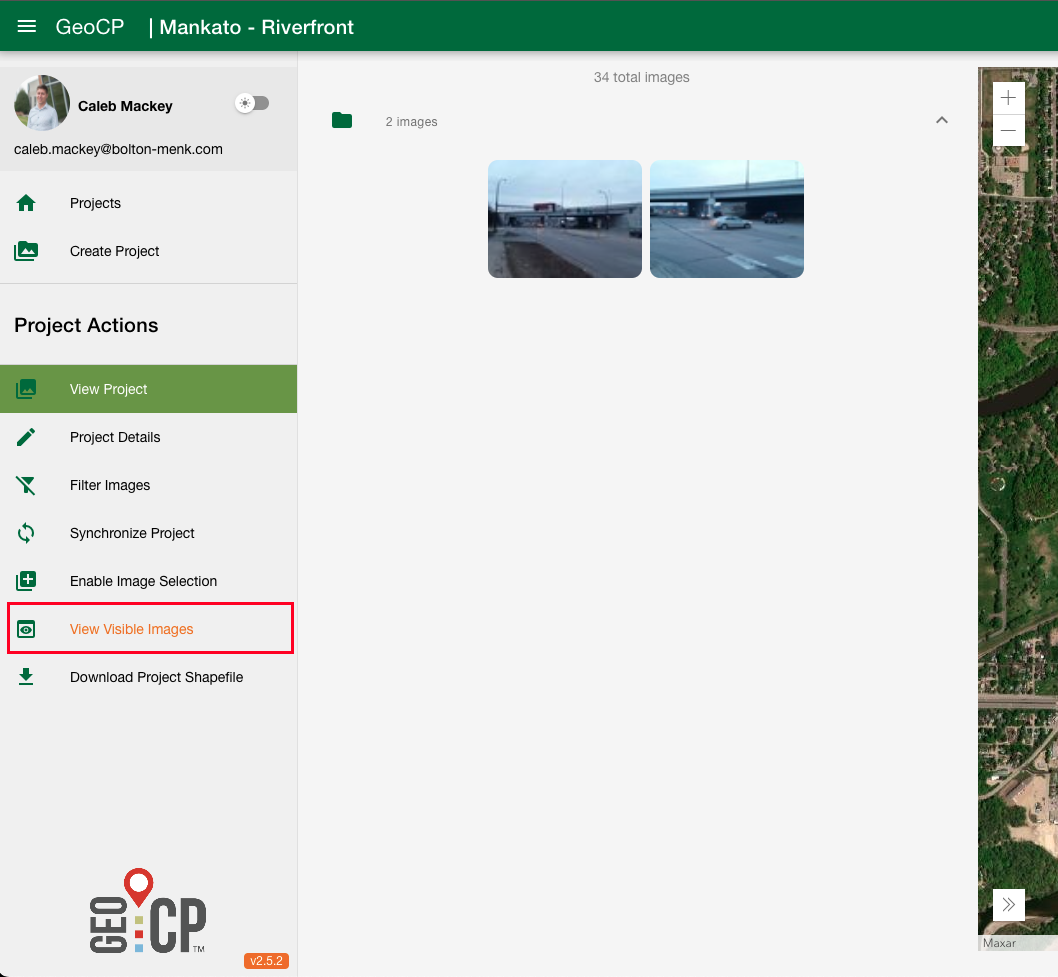 GeoCP | Mankato - Riverfront
Caleb Mackey
caleb.mackey@bolton-menk.com
Projects
Create Project
Project Actions
View Project
Project Details
Filter Images
Synchronize Project
Enable Image Selection
View Visible Images
Download Project Shapefile
GEO CP TM
v2.5.2
34 total images
2 images
Maxar